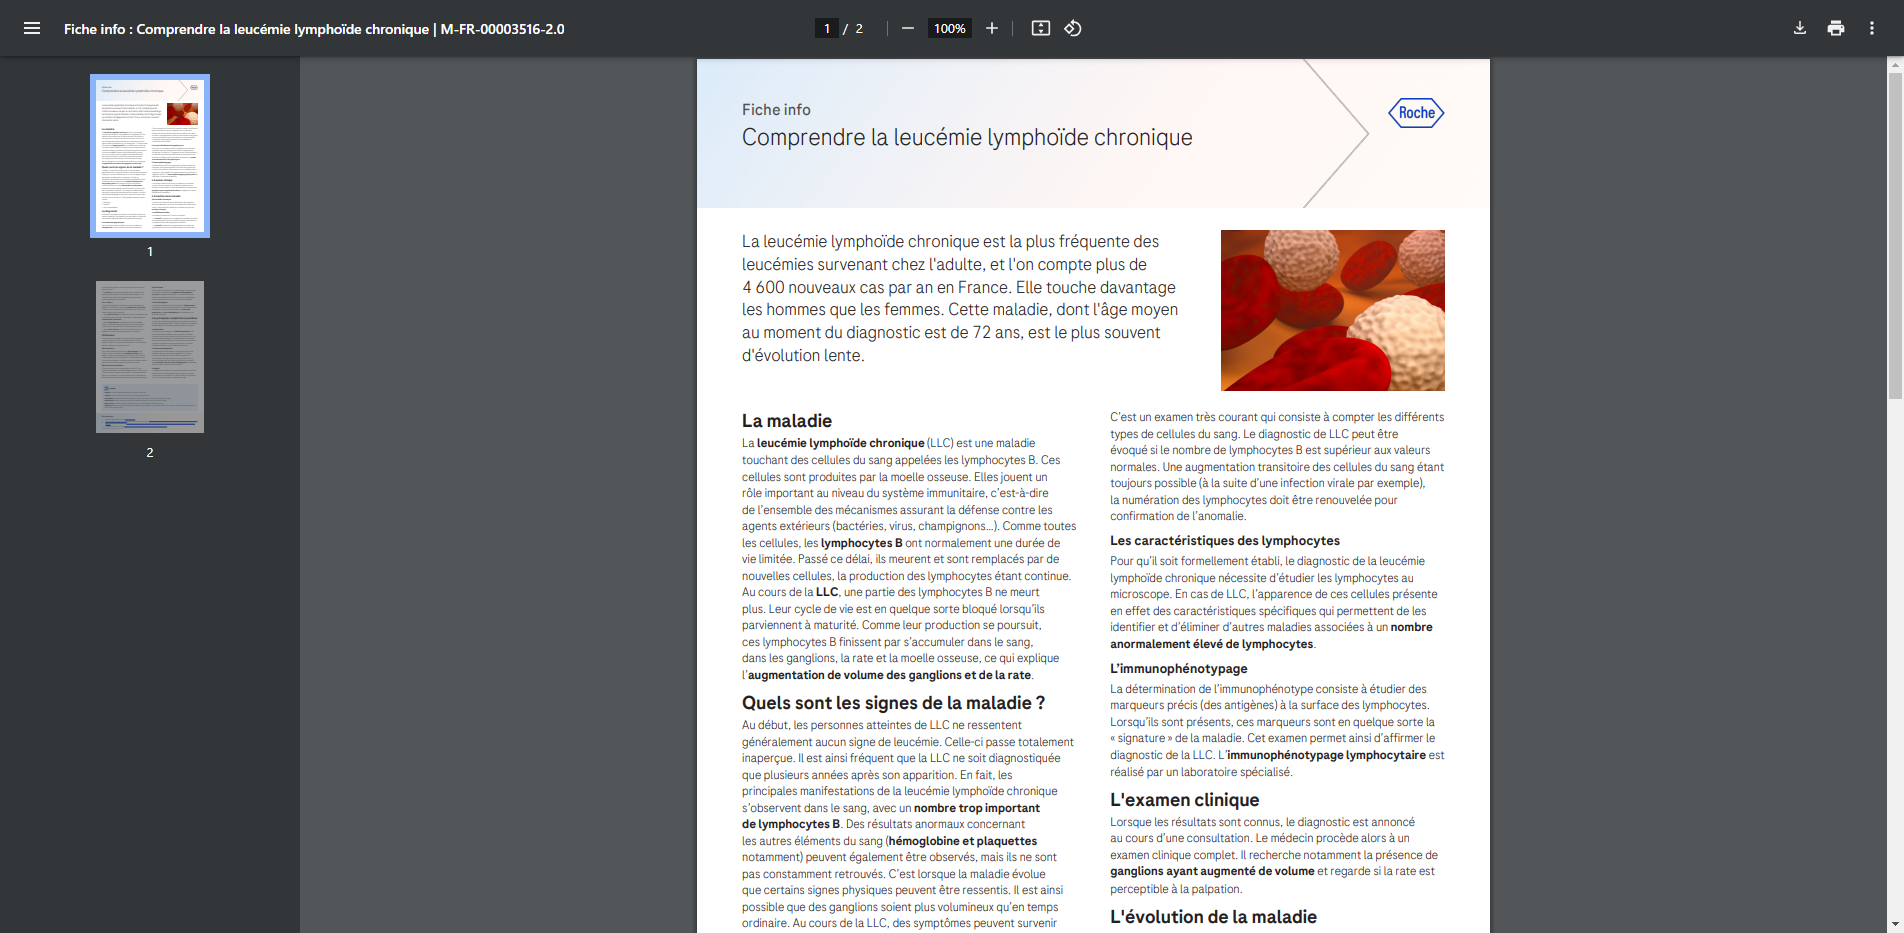 Fiche info : Comprendre la leucémie lymphoïde chronique | M-FR-00003516-2.0
1 / 2
100%
1
2
Fiche info
Comprendre la leucémie lymphoïde chronique
Roche
La leucémie lymphoïde chronique est la plus fréquente des
leucémies survenant chez l'adulte, et l'on compte plus de
4 600 nouveaux cas par an en France. Elle touche davantage
les hommes que les femmes. Cette maladie, dont l'âge moyen
au moment du diagnostic est de 72 ans, est le plus souvent
d'évolution lente.
La maladie
La leucémie lymphoïde chronique (LLC) est une maladie
touchant des cellules du sang appelées les lymphocytes B. Ces
cellules sont produites par la moelle osseuse. Elles jouent un
rôle important au niveau du système immunitaire, c’est-à-dire
de l’ensemble des mécanismes assurant la défense contre les
agents extérieurs (bactéries, virus, champignons…). Comme toutes
les cellules, les lymphocytes B ont normalement une durée de
vie limitée. Passé ce délai, ils meurent et sont remplacés par de
nouvelles cellules, la production des lymphocytes étant continue.
Au cours de la LLC, une partie des lymphocytes B ne meurt
plus. Leur cycle de vie est en quelque sorte bloqué lorsqu’ils
parviennent à maturité. Comme leur production se poursuit,
ces lymphocytes B finissent par s’accumuler dans le sang,
dans les ganglions, la rate et la moelle osseuse, ce qui explique
l’augmentation de volume des ganglions et de la rate.
Quels sont les signes de la maladie ?
Au début, les personnes atteintes de LLC ne ressentent
généralement aucun signe de leucémie. Celle-ci passe totalement
inaperçue. Il est ainsi fréquent que la LLC ne soit diagnostiquée
que plusieurs années après son apparition. En fait, les
principales manifestations de la leucémie lymphoïde chronique
s’observent dans le sang, avec un nombre trop important
de lymphocytes B. Des résultats anormaux concernant
les autres éléments du sang (hémoglobine et plaquettes
notamment) peuvent également être observés, mais ils ne sont
pas constamment retrouvés. C’est lorsque la maladie évolue
que certains signes physiques peuvent être ressentis. Il est ainsi
possible que des ganglions soient plus volumineux qu’en temps
ordinaire. Au cours de la LLC, des symptômes peuvent survenir
C’est un examen très courant qui consiste à compter les différents
types de cellules du sang. Le diagnostic de LLC peut être
évoqué si le nombre de lymphocytes B est supérieur aux valeurs
normales. Une augmentation transitoire des cellules du sang étant
toujours possible (à la suite d’une infection virale par exemple),
la numération des lymphocytes doit être renouvelée pour
confirmation de l’anomalie.
Les caractéristiques des lymphocytes
Pour qu’il soit formellement établi, le diagnostic de la leucémie
lymphoïde chronique nécessite d’étudier les lymphocytes au
microscope. En cas de LLC, l’apparence de ces cellules présente
en effet des caractéristiques spécifiques qui permettent de les
identifier et d’éliminer d’autres maladies associées à un nombre
anormalement élevé de lymphocytes.
L’immunophénotypage
La détermination de l’immunophénotype consiste à étudier des
marqueurs précis (des antigènes) à la surface des lymphocytes.
Lorsqu’ils sont présents, ces marqueurs sont en quelque sorte la
« signature » de la maladie. Cet examen permet ainsi d’affirmer le
diagnostic de la LLC. L’immunophénotypage lymphocytaire est
réalisé par un laboratoire spécialisé.
L'examen clinique
Lorsque les résultats sont connus, le diagnostic est annoncé
au cours d’une consultation. Le médecin procède alors à un
examen clinique complet. Il recherche notamment la présence de
ganglions ayant augmenté de volume et regarde si la rate est
perceptible à la palpation.
L'évolution de la maladie